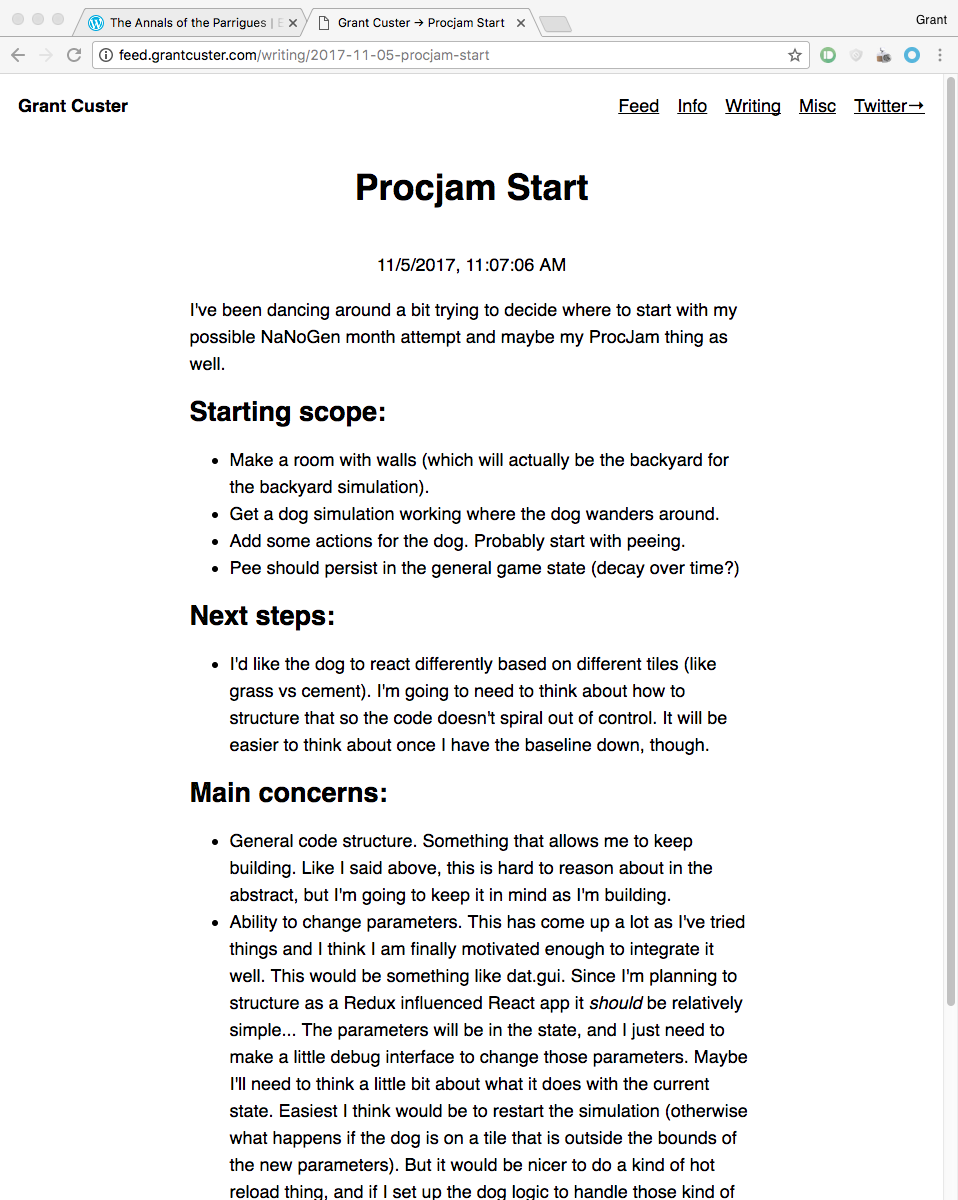 The Annals of the Parrigues | E
Grant Custer → Procjam Start
Grant
feed.grantcuster.com/writing/2017-11-05-procjam-start
Grant Custer
Feed
Info
Writing
Misc
Twitter→
Procjam Start
11/5/2017, 11:07:06 AM
I've been dancing around a bit trying to decide where to start with my
possible NaNoGen month attempt and maybe my ProcJam thing as
well.
Starting scope:
• Make a room with walls (which will actually be the backyard for
the backyard simulation).
• Get a dog simulation working where the dog wanders around.
• Add some actions for the dog. Probably start with peeing.
• Pee should persist in the general game state (decay over time?)
Next steps:
• I'd like the dog to react differently based on different tiles (like
grass vs cement). I'm going to need to think about how to
structure that so the code doesn't spiral out of control. It will be
easier to think about once I have the baseline down, though.
Main concerns:
• General code structure. Something that allows me to keep
building. Like I said above, this is hard to reason about in the
abstract, but I'm going to keep it in mind as I'm building.
• Ability to change parameters. This has come up a lot as I've tried
things and I think I am finally motivated enough to integrate it
well. This would be something like dat.gui. Since I'm planning to
structure as a Redux influenced React app it should be relatively
simple... The parameters will be in the state, and I just need to
make a little debug interface to change those parameters. Maybe
I'll need to think a little bit about what it does with the current
state. Easiest I think would be to restart the simulation (otherwise
what happens if the dog is on a tile that is outside the bounds of
the new parameters). But it would be nicer to do a kind of hot
reload thing, and if I set up the dog logic to handle those kind of